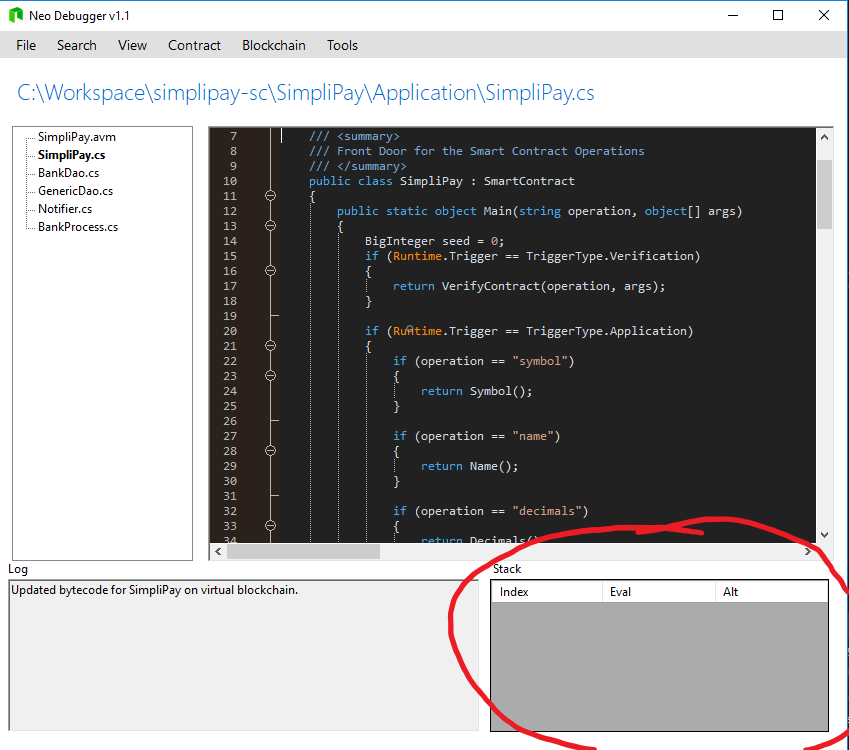 Neo Debugger v1.1
File Search View Contract Blockchain Tools
C:\Workspace\simplipay-sc\SimpliPay\Application\SimpliPay.cs
SimpliPay.avm
SimpliPay.cs
BankDao.cs
GenericDao.cs
Notifier.cs
BankProcess.cs
7 /// <summary>
8 /// Front Door for the Smart Contract Operations
9 /// </summary>
10 public class SimpliPay : SmartContract
11 {
12 public static object Main(string operation, object[] args)
13 {
14 BigInteger seed = 0;
15 if (Runtime.Trigger == TriggerType.Verification)
16 {
17 return VerifyContract(operation, args);
18 }
19
20 if (Runtime.Trigger == TriggerType.Application)
21 {
22 if (operation == "symbol")
23 {
24 return Symbol();
25 }
26
27 if (operation == "name")
28 {
29 return Name();
30 }
31
32 if (operation == "decimals")
33 {
34 return Decimals()
Log
Updated bytecode for SimpliPay on virtual blockchain.
Stack
Index Eval Alt